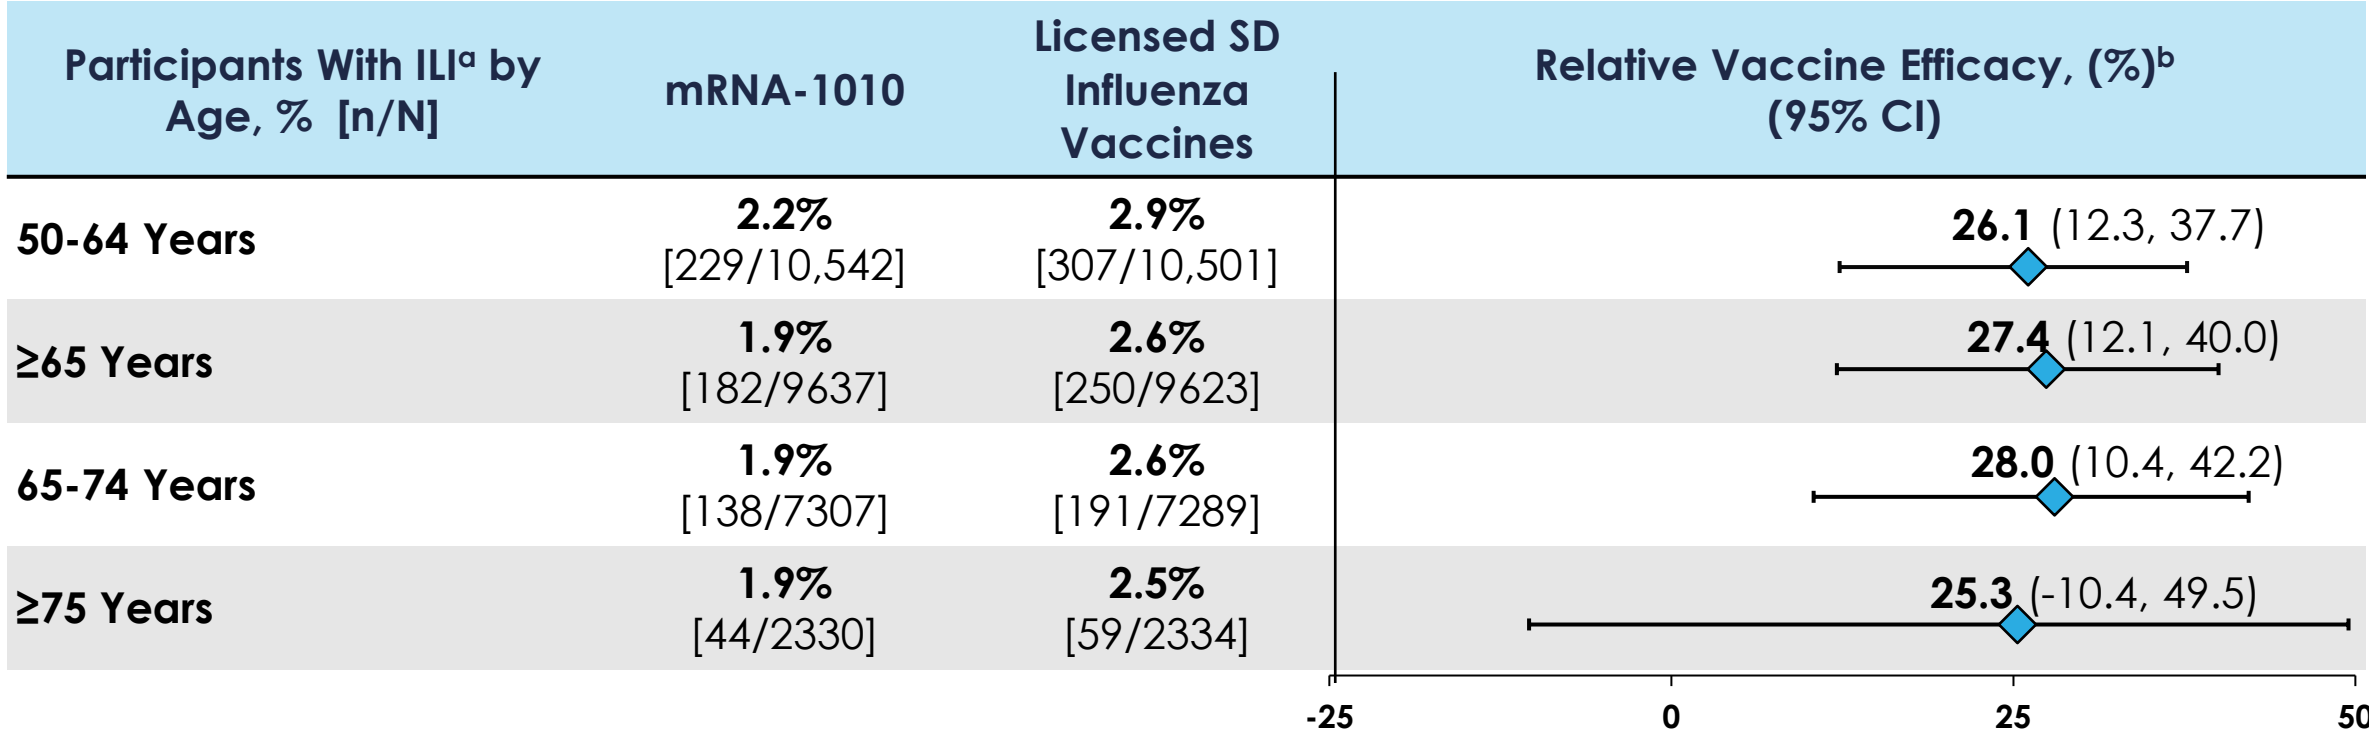 Participants With ILIᵃ by
Age, % [n/N]
mRNA-1010
Licensed SD
Influenza
Vaccines
Relative Vaccine Efficacy, (%)ᵇ
(95% CI)
50-64 Years
2.2%
[229/10,542]
2.9%
[307/10,501]
26.1 (12.3, 37.7)
≥65 Years
1.9%
[182/9637]
2.6%
[250/9623]
27.4 (12.1, 40.0)
65-74 Years
1.9%
[138/7307]
2.6%
[191/7289]
28.0 (10.4, 42.2)
≥75 Years
1.9%
[44/2330]
2.5%
[59/2334]
25.3 (-10.4, 49.5)
-25 0 25 50